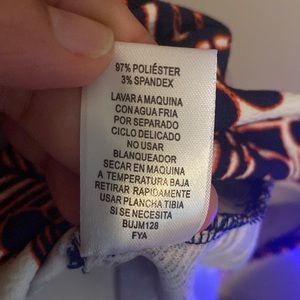 97% POLIÉSTER
3% SPANDEX
LAVAR A MAQUINA
CON AGUA FRIA
POR SEPARADO
CICLO DELICADO
NO USAR
BLANQUEADOR
SECAR EN MAQUINA
A TEMPERATURA BAJA
RETIRAR RAPIDAMENTE
USAR PLANCHA TIBIA
SI SE NECESITA
BUJM128
FYA